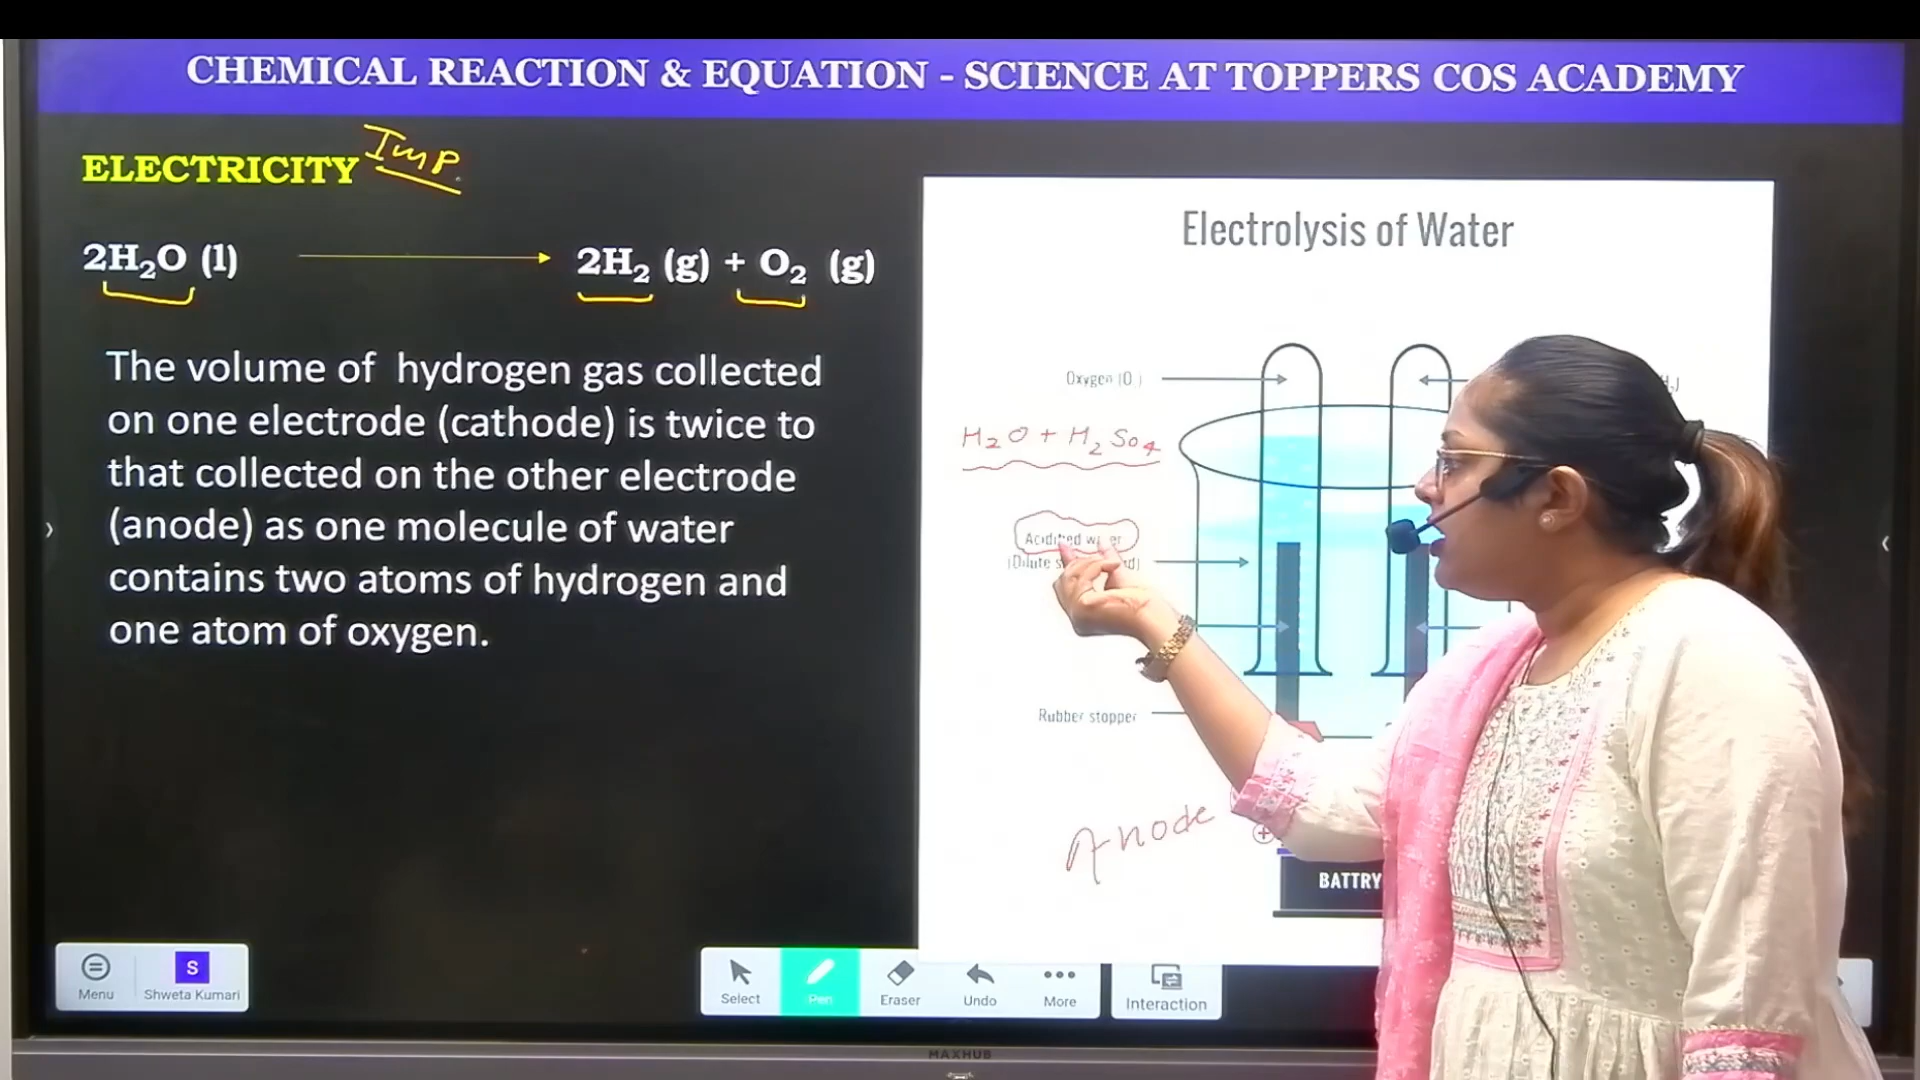 CHEMICAL REACTION & EQUATION - SCIENCE AT TOPPERS COS ACADEMY
ELECTRICITY Imp.
2H₂O (l) 2H₂ (g) + O₂ (g)
The volume of hydrogen gas collected
on one electrode (cathode) is twice to
that collected on the other electrode
(anode) as one molecule of water
contains two atoms of hydrogen and
one atom of oxygen.
Electrolysis of Water
Oxygen (O
H₂O + H₂SO₄
Acidified water
(Dilute
Rubber stopper
Anode
+
BATTRY
Menu
S
Shweta Kumari
Select
Pen
Eraser
Undo
More
Interaction
MAXHUB